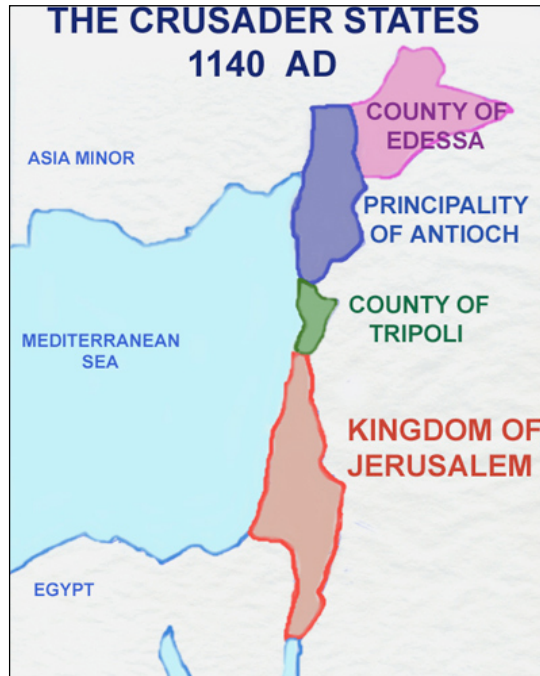 THE CRUSADER STATES
1140 AD
COUNTY OF
EDESSA
ASIA MINOR
PRINCIPALITY
OF ANTIOCH
COUNTY OF
TRIPOLI
MEDITERRANEAN
SEA
KINGDOM OF
JERUSALEM
EGYPT